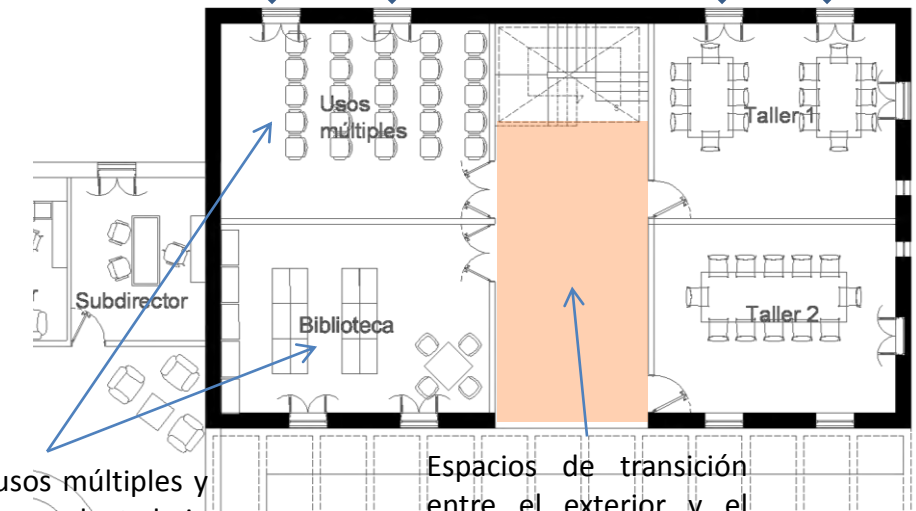 Usos
múltiples
Taller 1
Subdirector
Biblioteca
Taller 2
usos múltiples y
Espacios de transición
entre el exterior y el